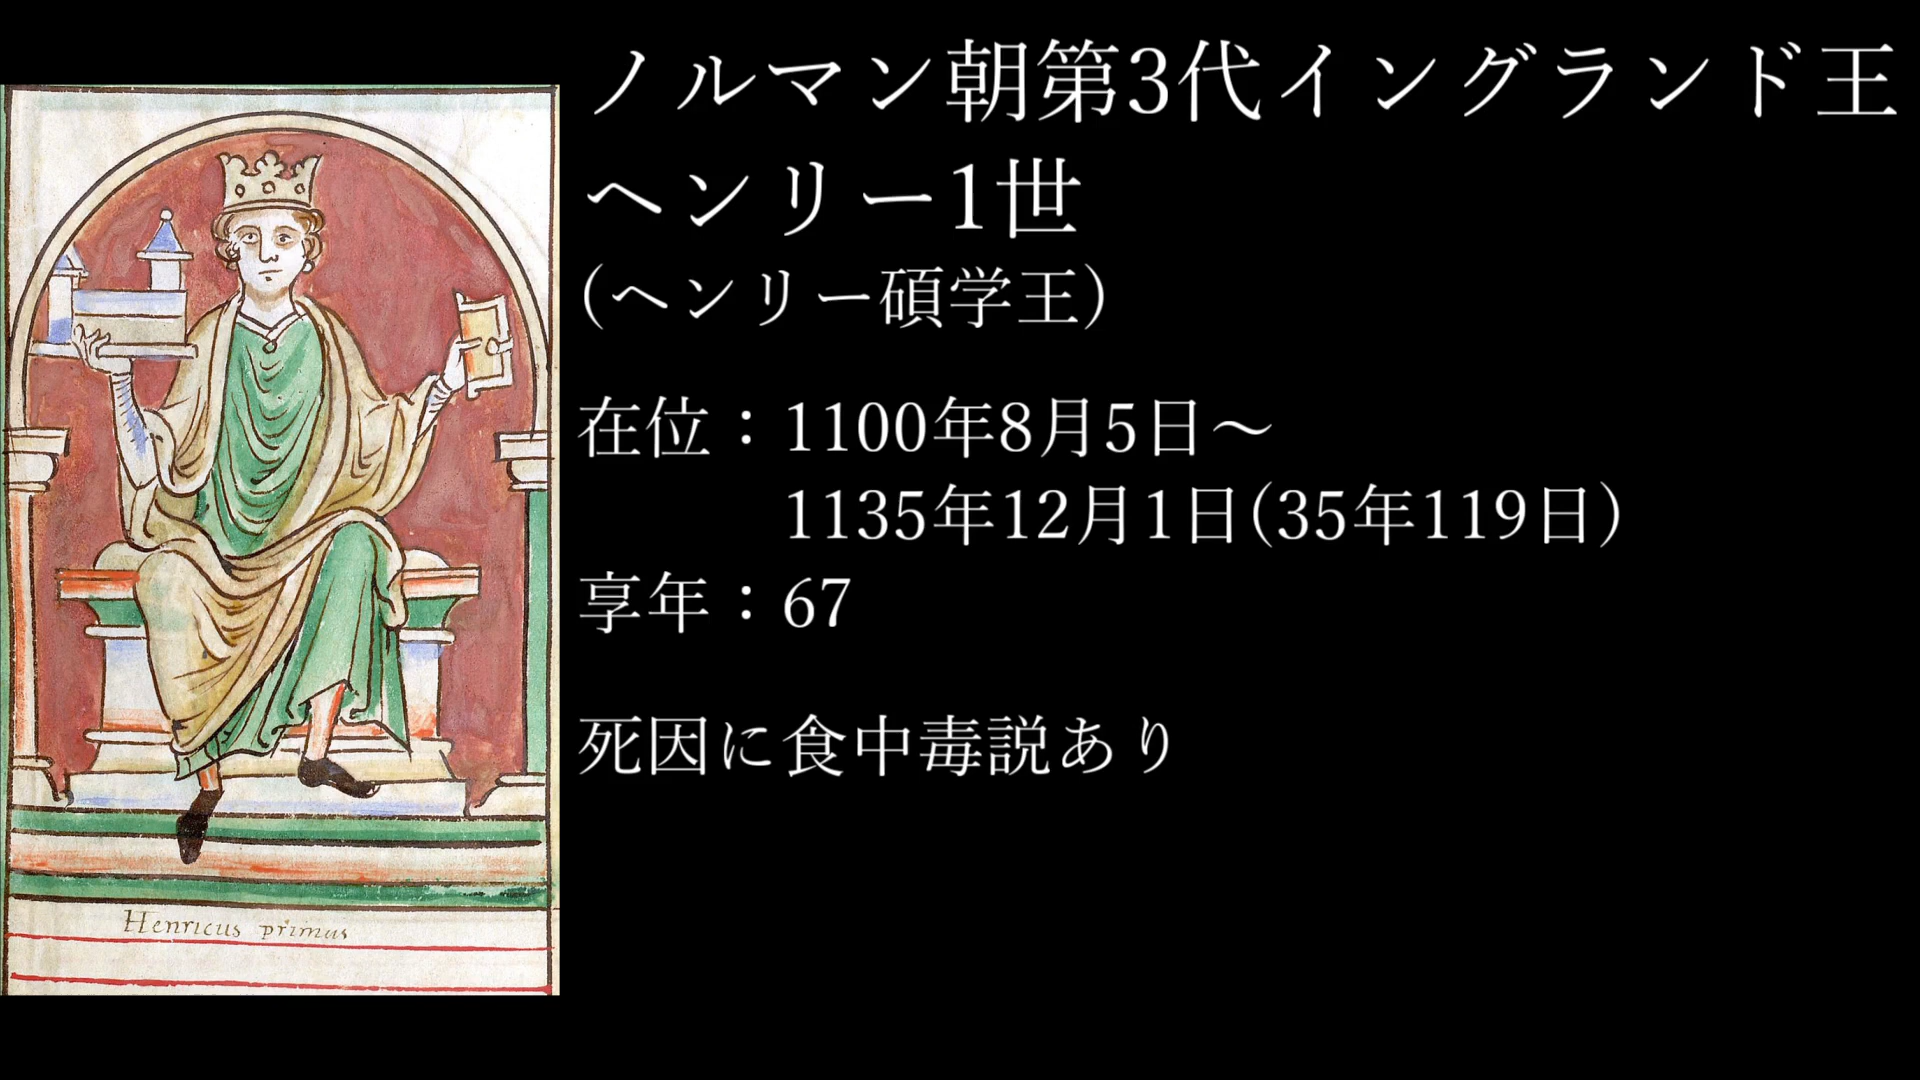 ノルマン朝第3代イングランド王
ヘンリー1世
(ヘンリー碩学王)
在位：1100年8月5日～
1135年12月1日(35年119日)
享年：67
死因に食中毒説あり
Henricus primus